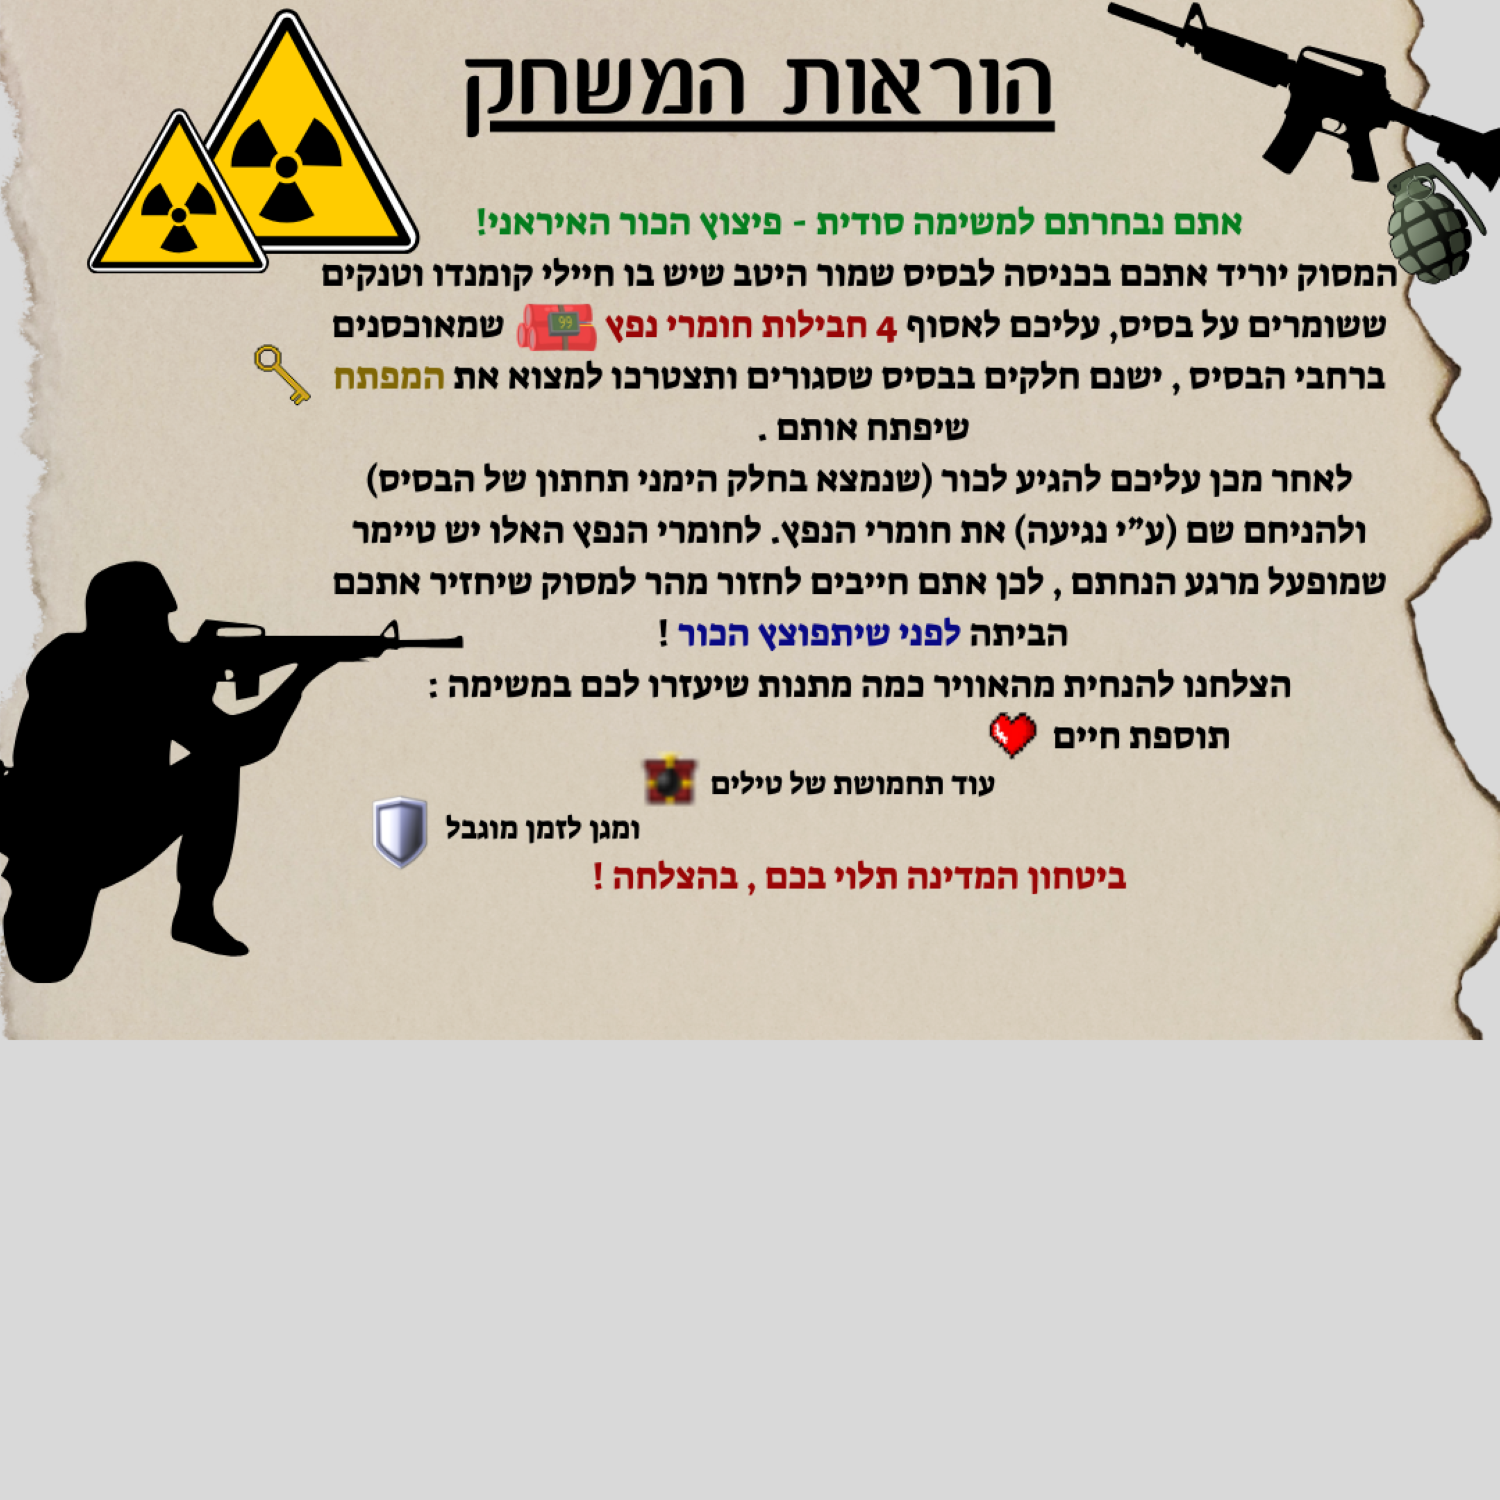 הוראות המשחק
אתם נבחרתם למשימה סודית - פיצוץ הכור האיראני!
המסוק יוריד אתכם בכניסה לבסיס שמור היטב שיש בו חיילי קומנדו וטנקים
ששומרים על בסיס, עליכם לאסוף 4 חבילות חומרי נפץ 99 שמאוכסנים
ברחבי הבסיס , ישנם חלקים בבסיס שסגורים ותצטרכו למצוא את המפתח
שיפתח אותם .
לאחר מכן עליכם להגיע לכור (שנמצא בחלק הימני תחתון של הבסיס)
ולהניחם שם (ע"י נגיעה) את חומרי הנפץ. לחומרי הנפץ האלו יש טיימר
שמופעל מרגע הנחתם , לכן אתם חייבים לחזור מהר למסוק שיחזיר אתכם
הביתה לפני שיתפוצץ הכור !
הצלחנו להנחית מהאוויר כמה מתנות שיעזרו לכם במשימה :
תוספת חיים
עוד תחמושת של טילים
ומגן לזמן מוגבל
ביטחון המדינה תלוי בכם , בהצלחה !